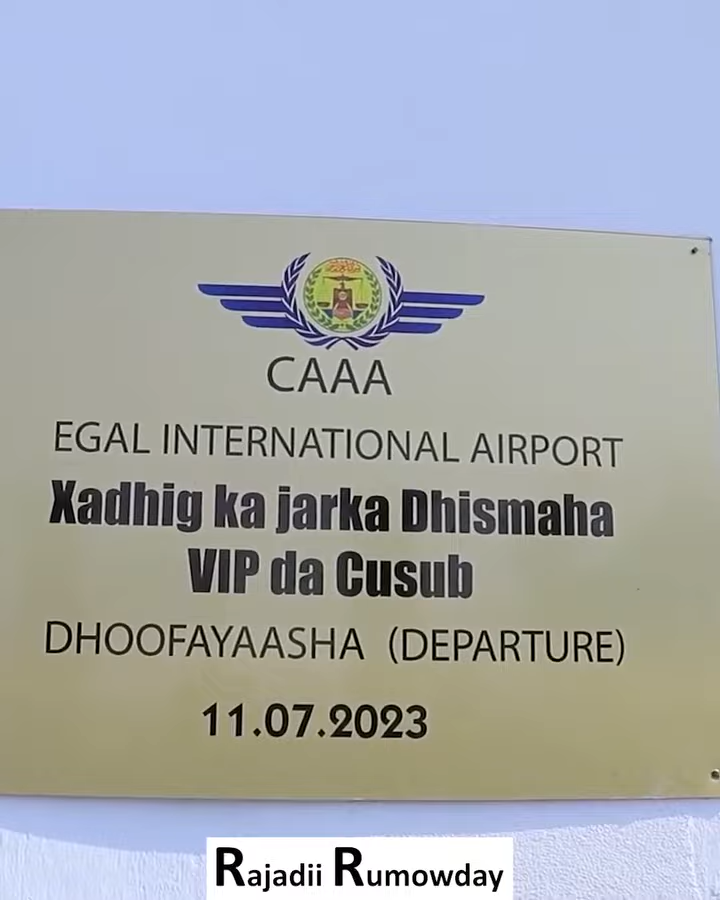 CAAA
EGAL INTERNATIONAL AIRPORT
Xadhig ka jarka Dhismaha
VIP da Cusub
DHOOFAYAASHA (DEPARTURE)
11.07.2023
Rajadii Rumowday